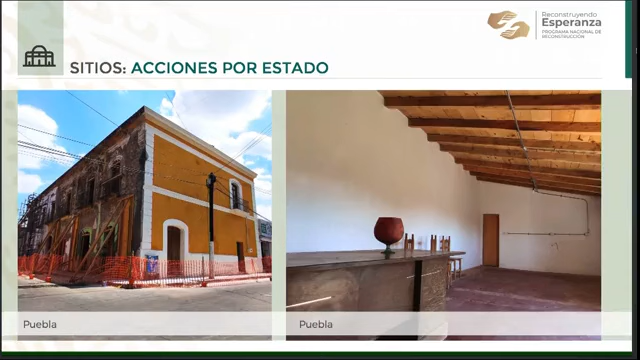 Reconstruyendo
Esperanza
PROGRAMA NACIONAL DE
RECONSTRUCCIÓN
SITIOS: ACCIONES POR ESTADO
Puebla
Puebla